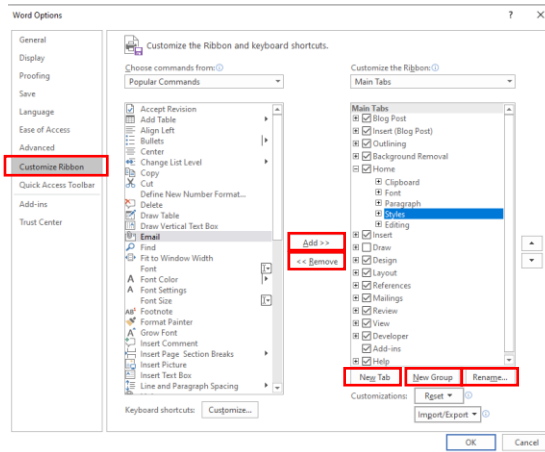 Word Options
?
General
Display
Proofing
Save
Language
Ease of Access
Advanced
Customize Ribbon
Quick Access Toolbar
Add-ins
Trust Center
Customize the Ribbon and keyboard shortcuts.
Choose commands from:
Popular Commands
Accept Revision
Add Table
Align Left
Bullets
Center
Change List Level
Copy
Cut
Define New Number Format...
Delete
Draw Table
Draw Vertical Text Box
Email
Find
Fit to Window Width
Font
Font Color
Font Settings
Font Size
Footnote
Format Painter
Grow Font
Insert Comment
Insert Page Section Breaks
Insert Picture
Insert Text Box
Line and Paragraph Spacing
Keyboard shortcuts: Customize...
Add >>
<< Remove
Customize the Ribbon:
Main Tabs
Main Tabs
Blog Post
Insert (Blog Post)
Outlining
Background Removal
Home
Clipboard
Font
Paragraph
Styles
Editing
Insert
Draw
Design
Layout
References
Mailings
Review
View
Developer
Add-ins
Help
New Tab New Group Rename...
Customizations: Reset
Import/Export
OK Cancel